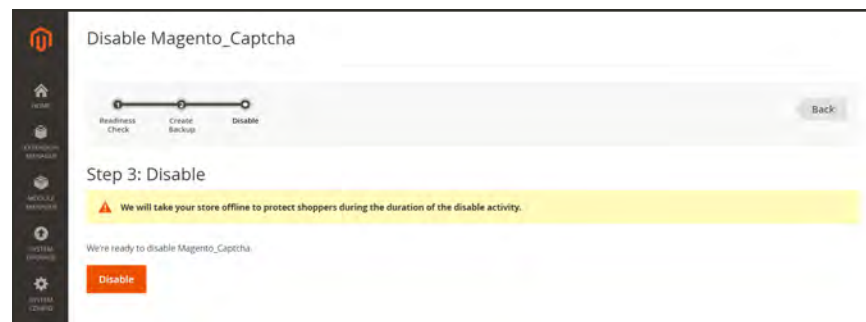 Disable Magento_Captcha
HOME
EXTENSION
MANAGER
MODULE
MANAGER
SYSTEM
UPGRADE
SYSTEM
CONFIG
1
2
Readiness
Check
Create
Backup
Disable
Back
Step 3: Disable
We will take your store offline to protect shoppers during the duration of the disable activity.
We're ready to disable Magento_Captcha.
Disable